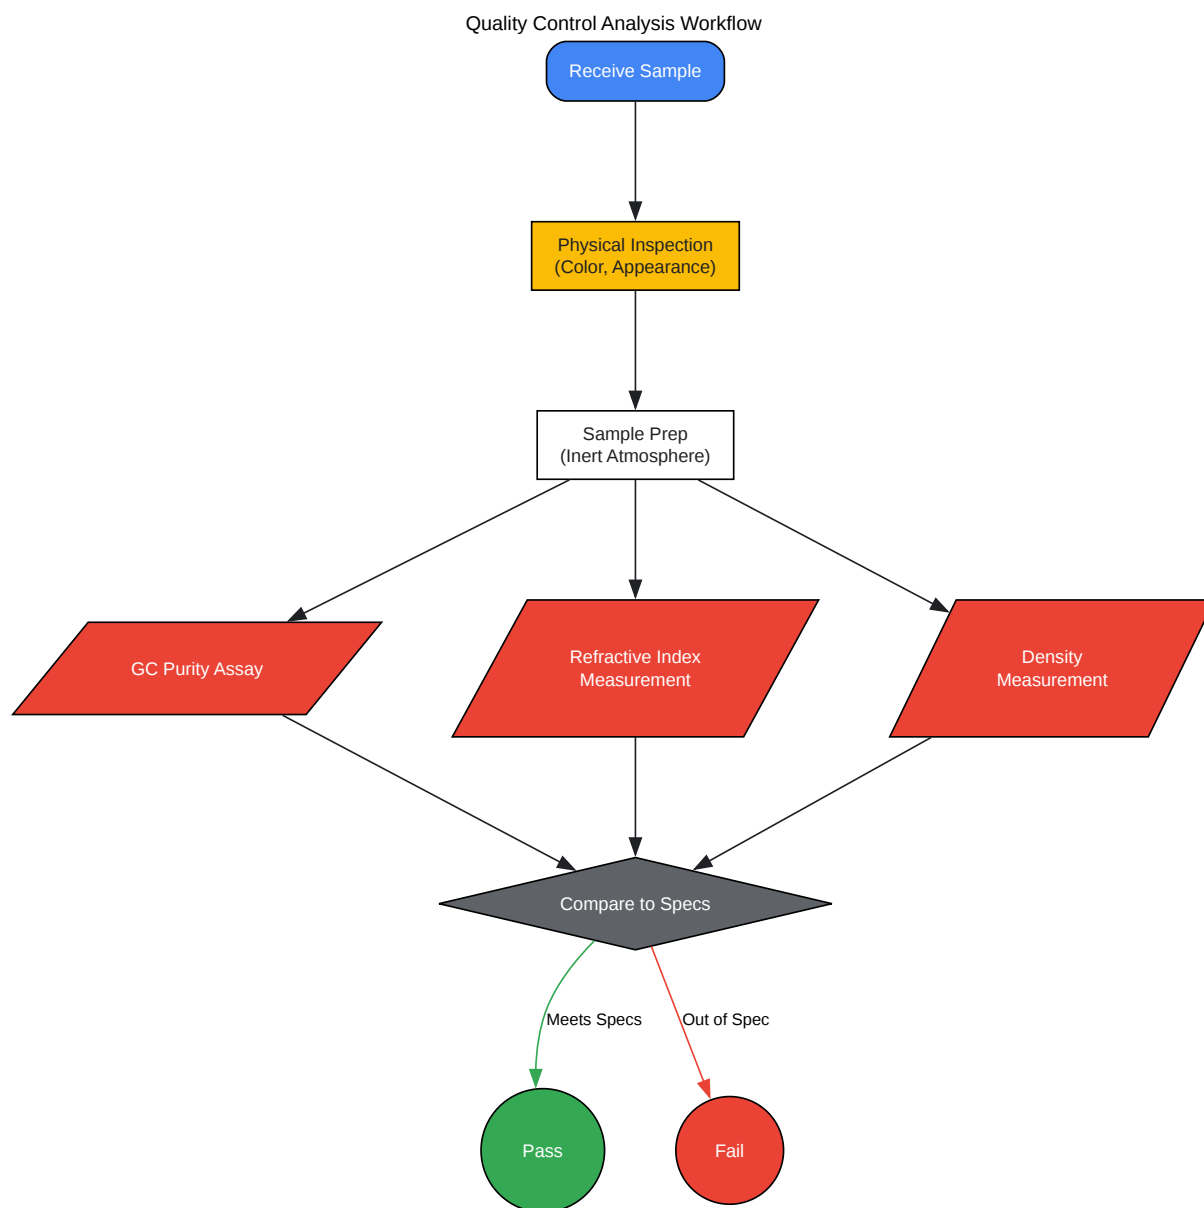 Quality Control Analysis Workflow
Receive Sample
Physical Inspection
(Color, Appearance)
Sample Prep
(Inert Atmosphere)
GC Purity Assay
Refractive Index
Measurement
Density
Measurement
Compare to Specs
Meets Specs
Out of Spec
Pass
Fail